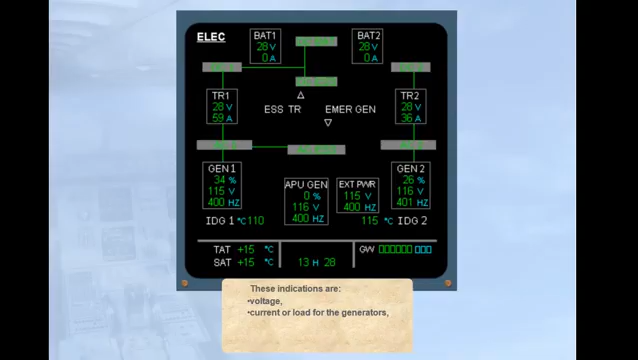 ELEC
BAT1
28 V
0 A
BAT2
28 V
0 A
TR1
28 V
59 A
ESS TR
EMER GEN
TR2
28 V
36 A
GEN 1
34 %
115 V
400 HZ
APU GEN
0 %
116 V
400 HZ
EXT PWR
115 V
400 HZ
GEN 2
26 %
116 V
401 HZ
IDG 1 °C 110
115 °C IDG 2
TAT +15 °C
SAT +15 °C
13 H 28
GW
These indications are:
•voltage,
•current or load for the generators,